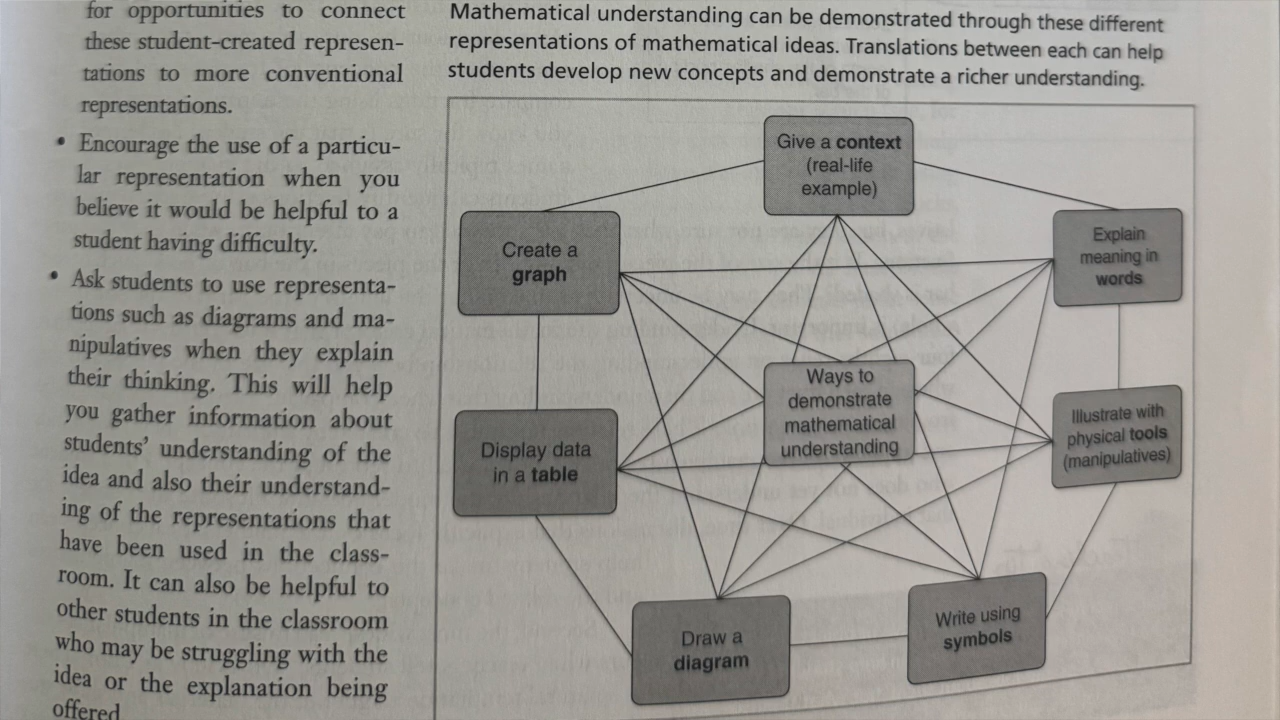 for opportunities to connect
these student-created represen-
tations to more conventional
representations.
• Encourage the use of a particu-
lar representation when you
believe it would be helpful to a
student having difficulty.
• Ask students to use representa-
tions such as diagrams and ma-
nipulatives when they explain
their thinking. This will help
you gather information about
students' understanding of the
idea and also their understand-
ing of the representations that
have been used in the class-
room. It can also be helpful to
other students in the classroom
who may be struggling with the
idea or the explanation being
offered
Mathematical understanding can be demonstrated through these different
representations of mathematical ideas. Translations between each can help
students develop new concepts and demonstrate a richer understanding.
Give a context
(real-life
example)
Create a
graph
Explain
meaning in
words
Ways to
demonstrate
mathematical
understanding
Display data
in a table
Illustrate with
physical tools
(manipulatives)
Draw a
diagram
Write using
symbols